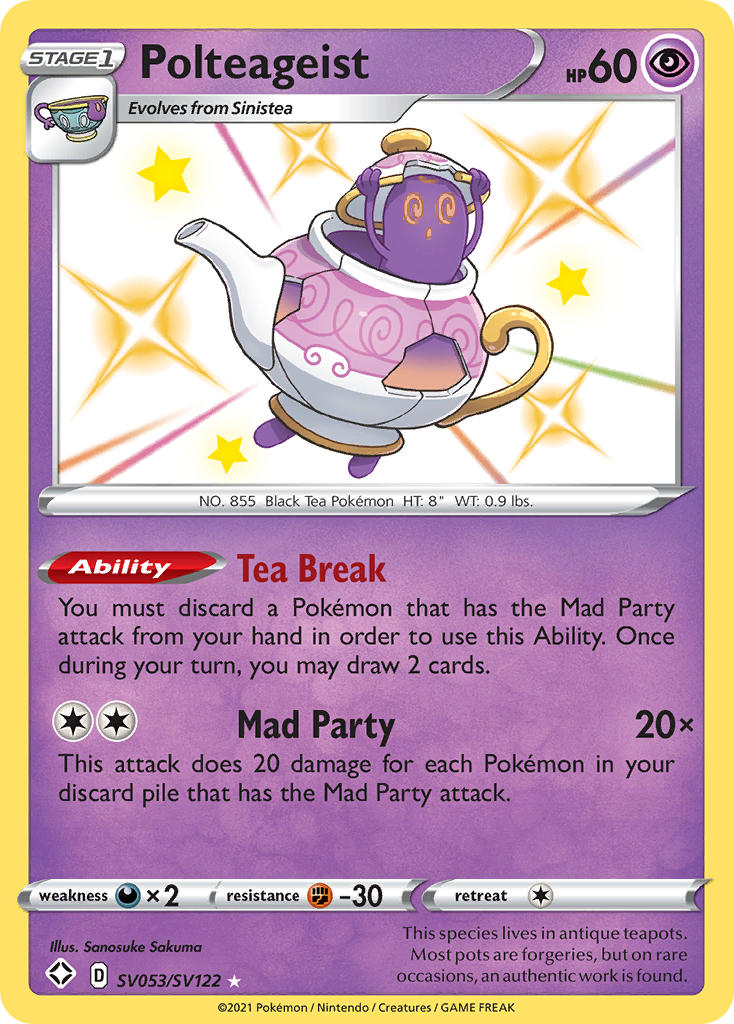 STAGE 1
Polteageist
HP 60
Evolves from Sinistea
NO. 855 Black Tea Pokémon HT: 8" WT: 0.9 lbs.
Ability Tea Break
You must discard a Pokémon that has the Mad Party
attack from your hand in order to use this Ability. Once
during your turn, you may draw 2 cards.
Mad Party 20×
This attack does 20 damage for each Pokémon in your
discard pile that has the Mad Party attack.
weakness ×2 resistance -30 retreat
Illus. Sanosuke Sakuma
D SV053/SV122
This species lives in antique teapots.
Most pots are forgeries, but on rare
occasions, an authentic work is found.
©2021 Pokémon / Nintendo / Creatures / GAME FREAK